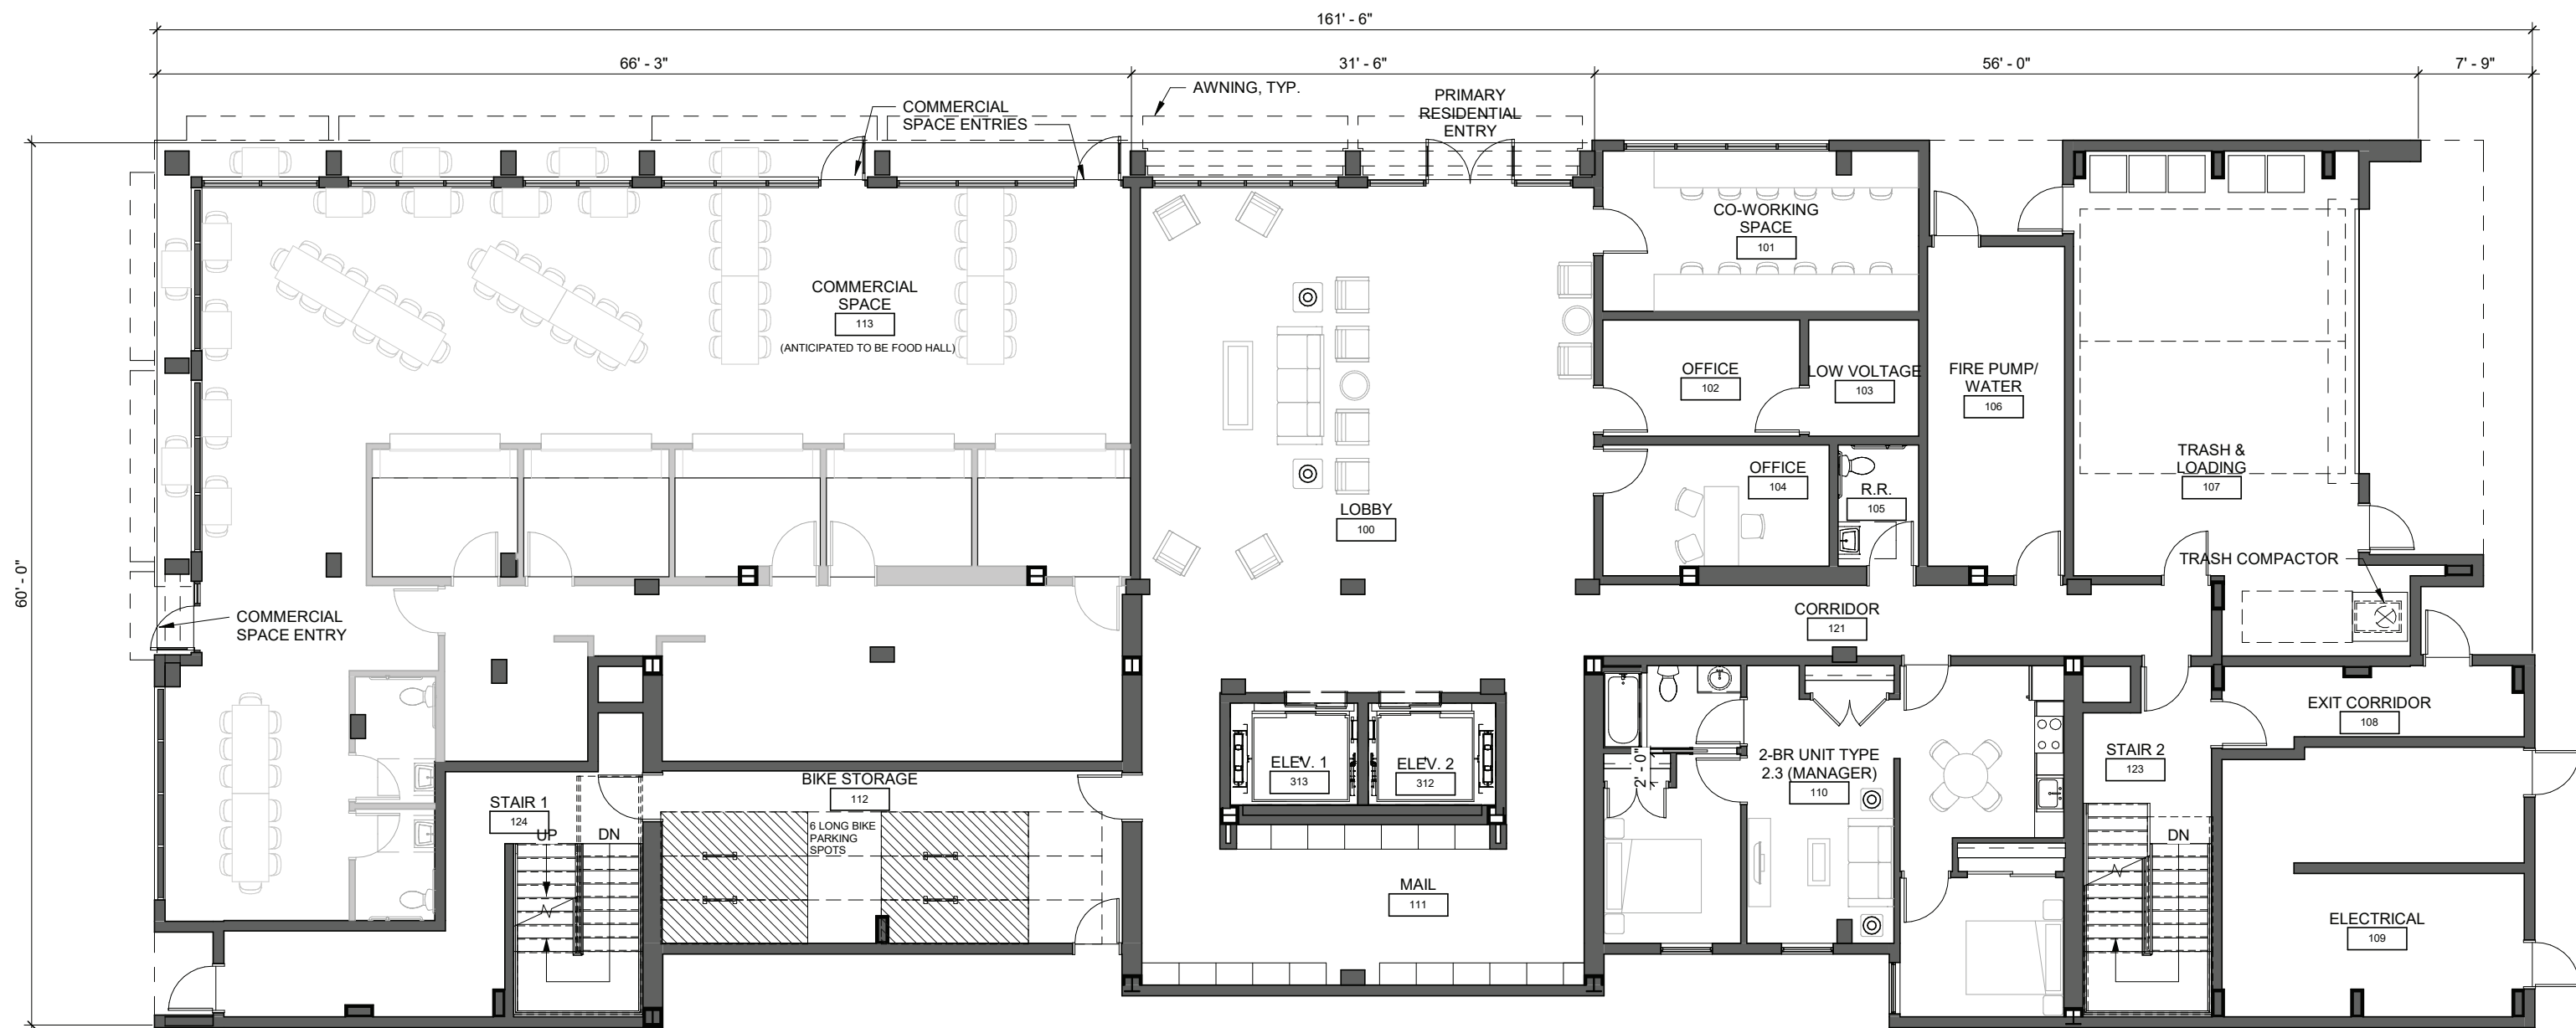 161' - 6"
66' - 3"
31' - 6"
56' - 0"
7' - 9"
AWNING, TYP.
COMMERCIAL
SPACE ENTRIES
PRIMARY
RESIDENTIAL
ENTRY
CO-WORKING
SPACE
101
COMMERCIAL
SPACE
113
(ANTICIPATED TO BE FOOD HALL)
OFFICE
102
LOW VOLTAGE
103
FIRE PUMP/
WATER
106
TRASH &
LOADING
107
OFFICE
104
R.R.
105
LOBBY
100
60' - 0"
TRASH COMPACTOR
COMMERCIAL
SPACE ENTRY
CORRIDOR
121
EXIT CORRIDOR
108
ELEV. 1
313
ELEV. 2
312
2' - 0"
2-BR UNIT TYPE
2.3 (MANAGER)
110
STAIR 2
123
BIKE STORAGE
112
STAIR 1
124
UP
DN
6 LONG BIKE
PARKING
SPOTS
DN
MAIL
111
ELECTRICAL
109